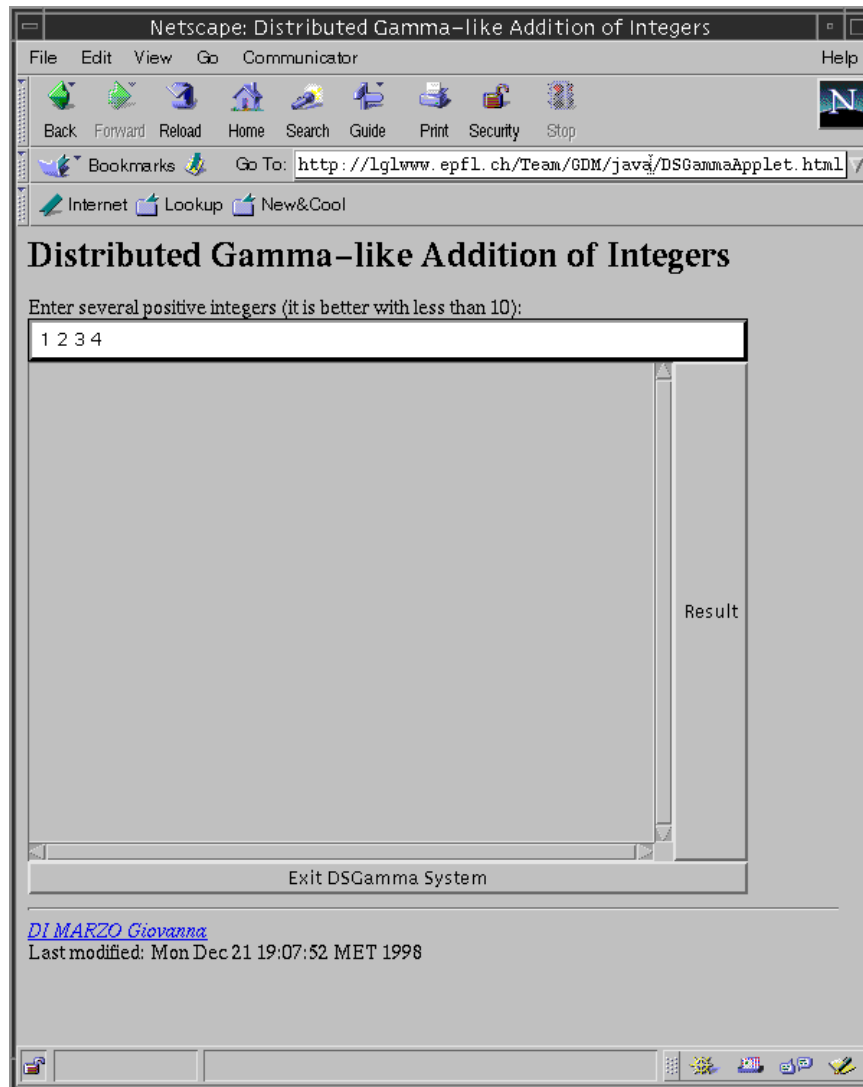 Netscape: Distributed Gamma-like Addition of Integers
File Edit View Go Communicator Help
Back Forward Reload Home Search Guide Print Security Stop
N
Bookmarks Go To: http://lglwww.epfl.ch/Team/GDM/java/DSGammaApplet.html
Internet Lookup New&Cool
Distributed Gamma-like Addition of Integers
Enter several positive integers (it is better with less than 10):
1 2 3 4
Result
Exit DSGamma System
DI MARZO Giovanna
Last modified: Mon Dec 21 19:07:52 MET 1998